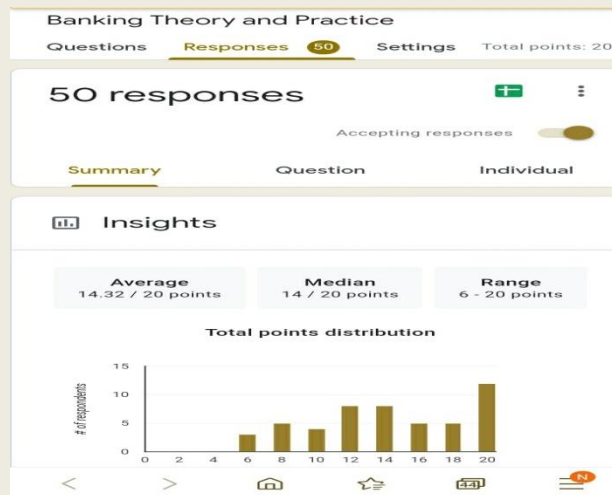 Banking Theory and Practice
Questions Responses 50 Settings Total points: 20
50 responses
Accepting responses
Summary Question Individual
Insights
Average Median Range
14.32 / 20 points 14 / 20 points 6 - 20 points
Total points distribution
# of respondents
15
10
5
0
0 2 4 6 8 10 12 14 16 18 20
44 N